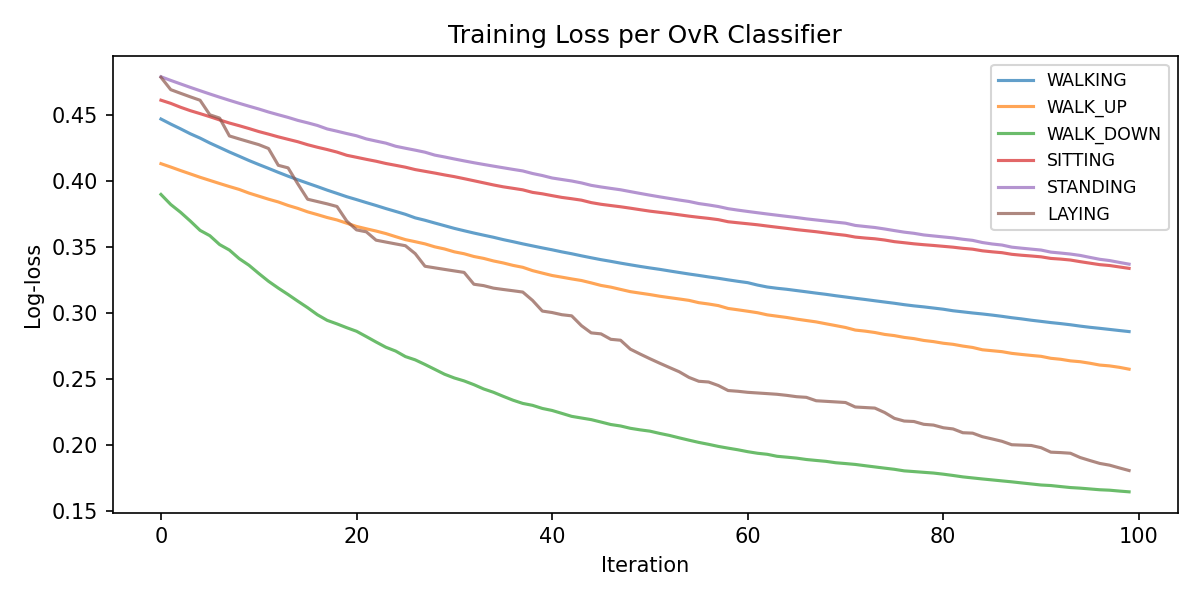 Training Loss per OvR Classifier
Log-loss
0.45
0.40
0.35
0.30
0.25
0.20
0.15
WALKING
WALK_UP
WALK_DOWN
SITTING
STANDING
LAYING
0 20 40 60 80 100
Iteration